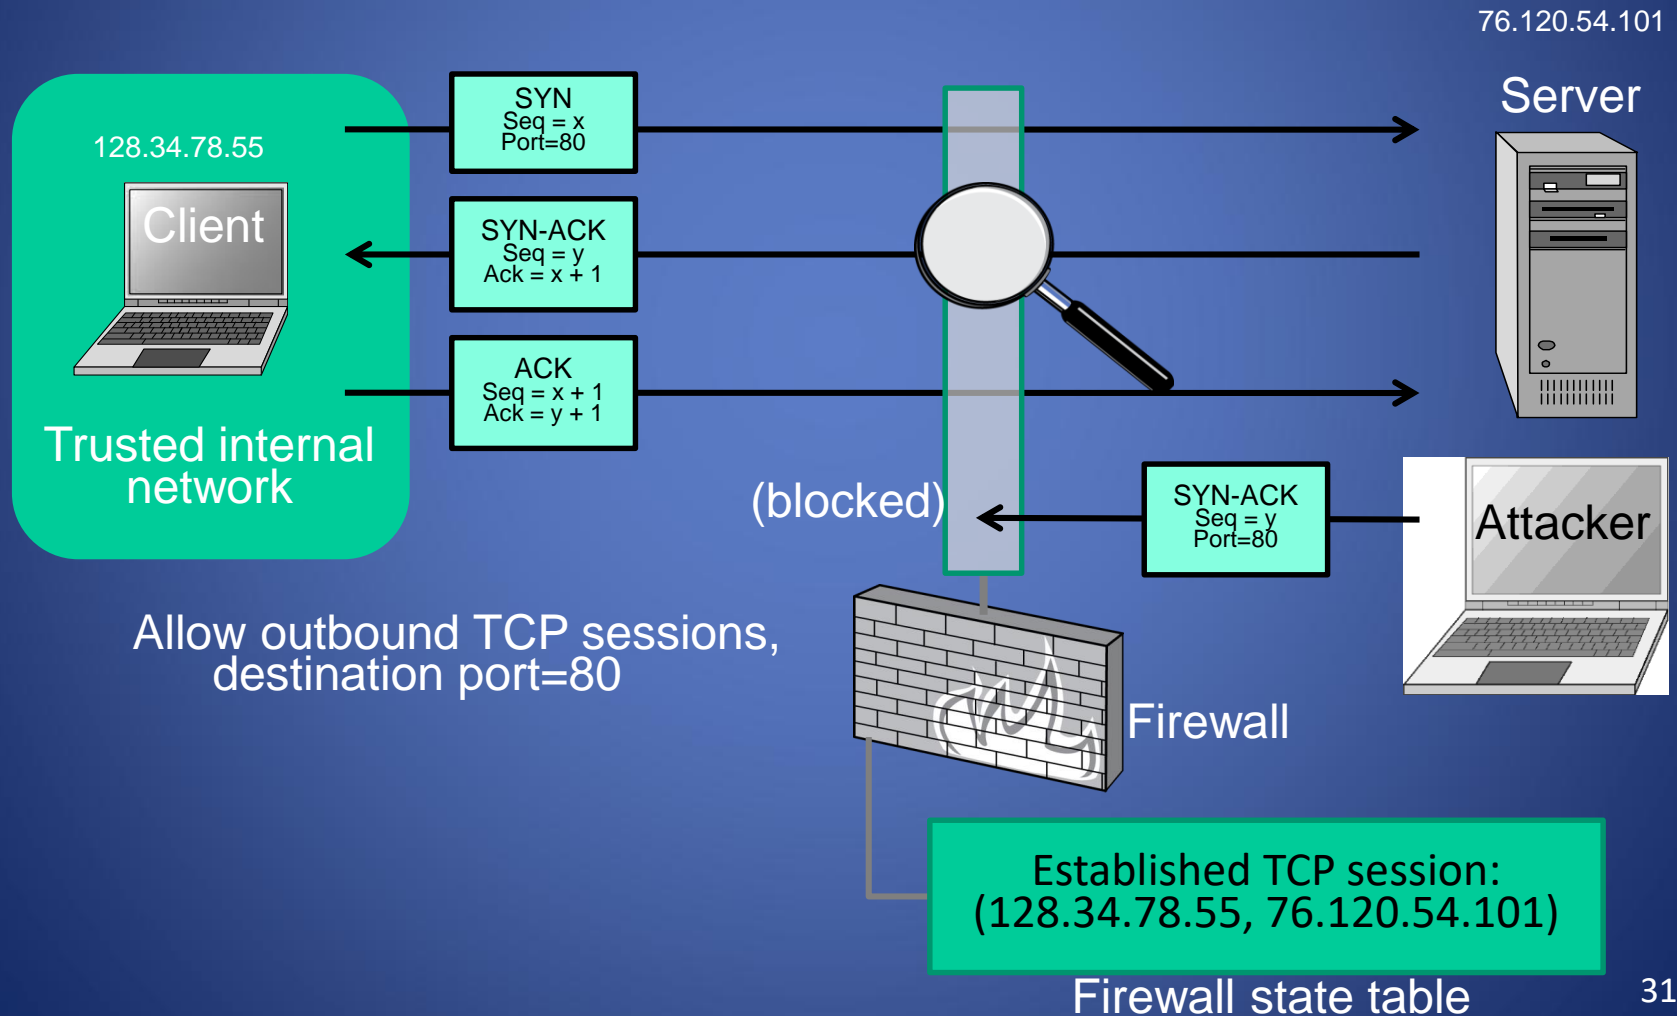 76.120.54.101
Server
SYN
Seq = x
Port=80
128.34.78.55
Client
SYN-ACK
Seq = y
Ack = x + 1
ACK
Seq = x + 1
Ack = y + 1
Trusted internal
network
(blocked)
SYN-ACK
Seq = y
Port=80
Attacker
Allow outbound TCP sessions,
destination port=80
Firewall
Established TCP session:
(128.34.78.55, 76.120.54.101)
Firewall state table
31